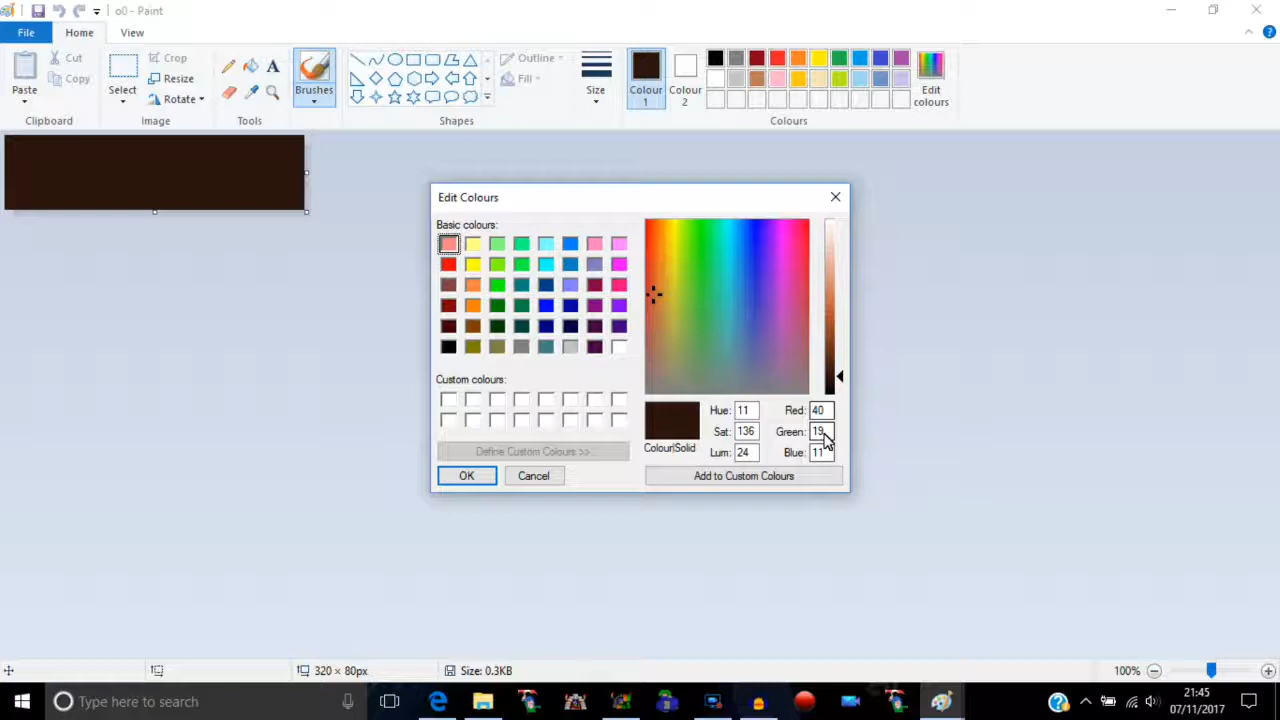 o0 - Paint
File
Home
View
Paste
Cut
Copy
Clipboard
Select
Crop
Resize
Rotate
Image
Tools
Brushes
Outline
Fill
Shapes
Size
Colour 1
Colour 2
Edit colours
Colours
Edit Colours
Basic colours:
Custom colours:
Define Custom Colours >>
OK
Cancel
Colour|Solid
Hue: 11
Sat: 136
Lum: 24
Red: 40
Green: 19
Blue: 11
Add to Custom Colours
320 × 80px
Size: 0.3KB
100%
Type here to search
21:45
07/11/2017